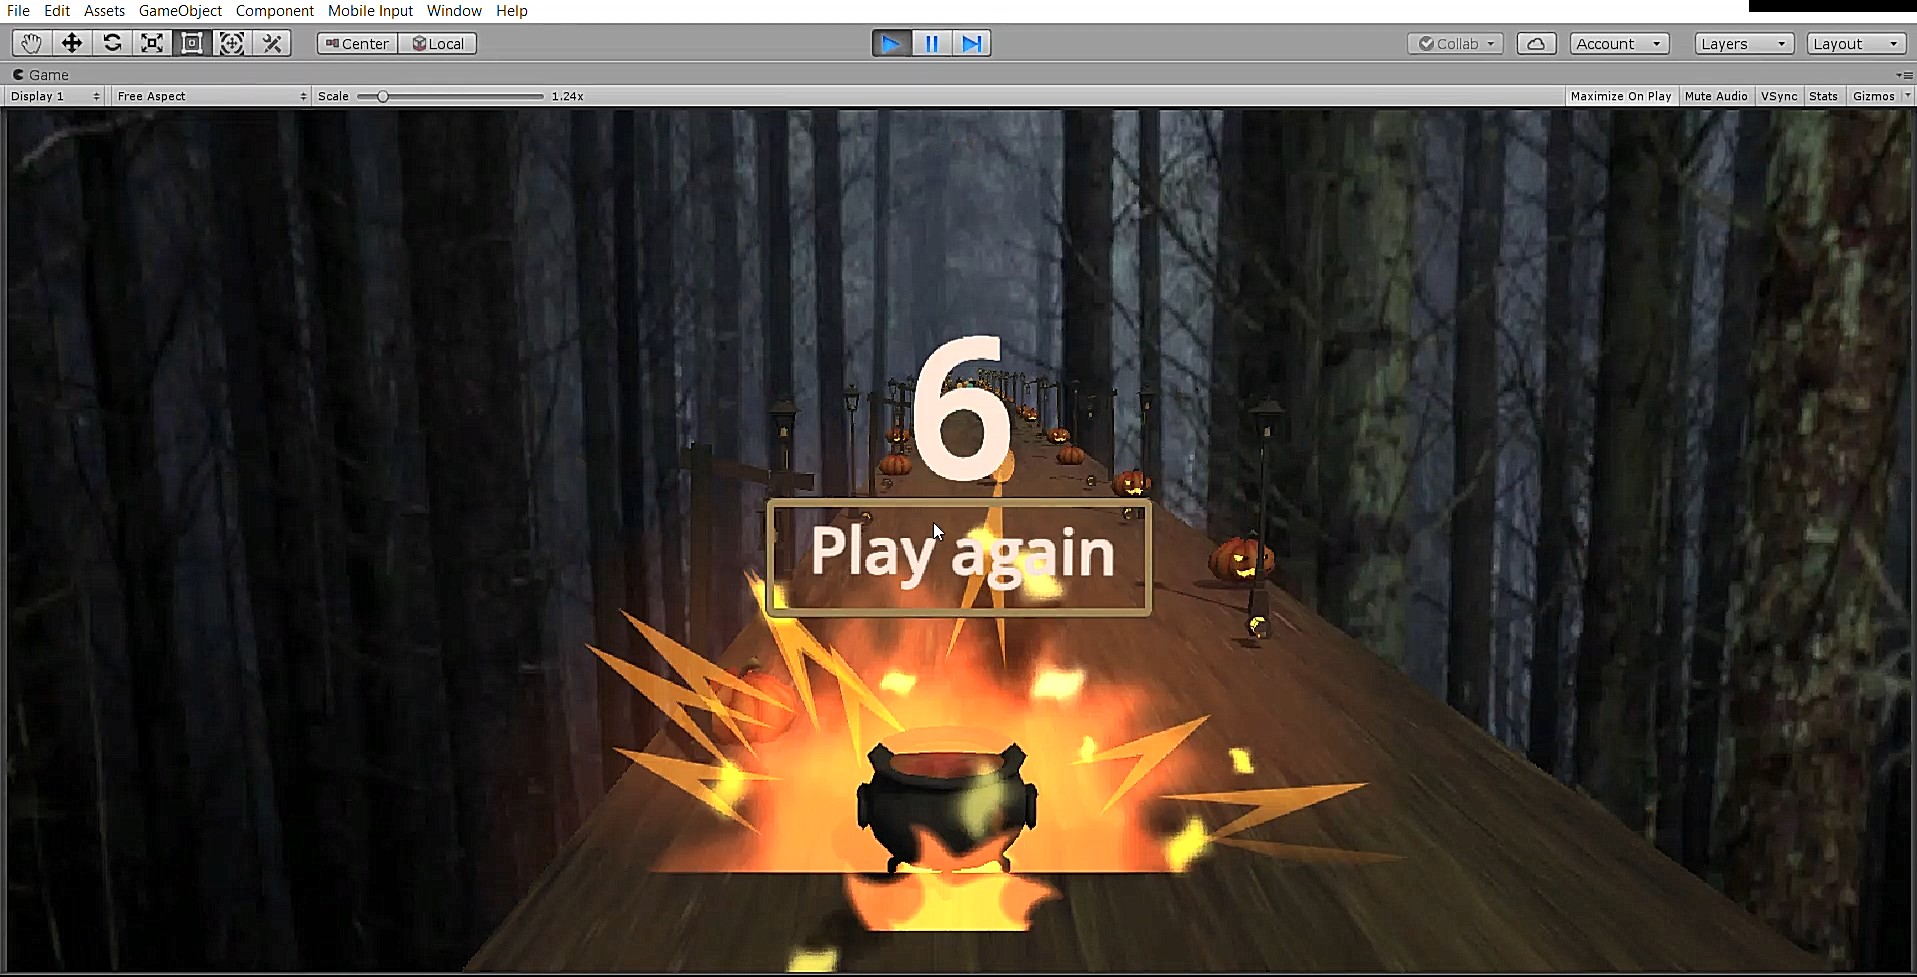 File Edit Assets GameObject Component Mobile Input Window Help
Center Local Collab Account Layers Layout
Game
Display 1 Free Aspect Scale 1.24x Maximize On Play Mute Audio VSync Stats Gizmos
6
Play again